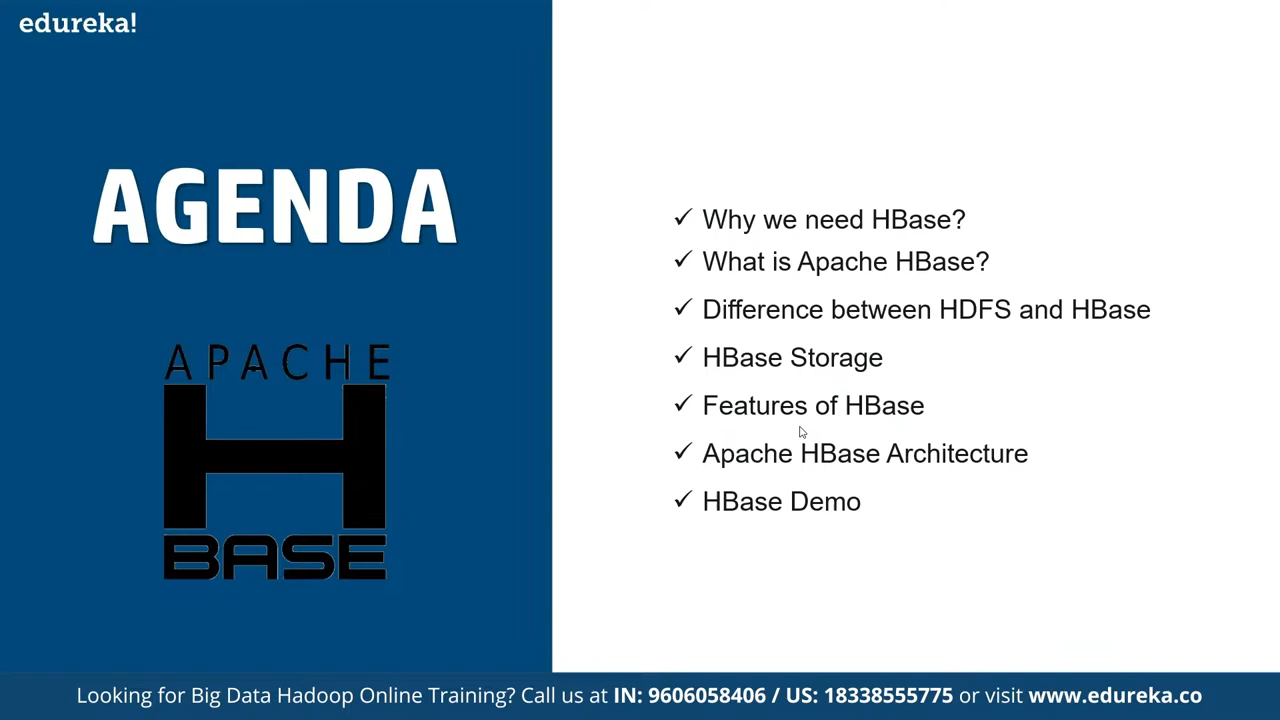 edureka!
AGENDA
APACHE
H
BASE
✓ Why we need HBase?
✓ What is Apache HBase?
✓ Difference between HDFS and HBase
✓ HBase Storage
✓ Features of HBase
✓ Apache HBase Architecture
✓ HBase Demo
Looking for Big Data Hadoop Online Training? Call us at IN: 9606058406 / US: 18338555775 or visit www.edureka.co